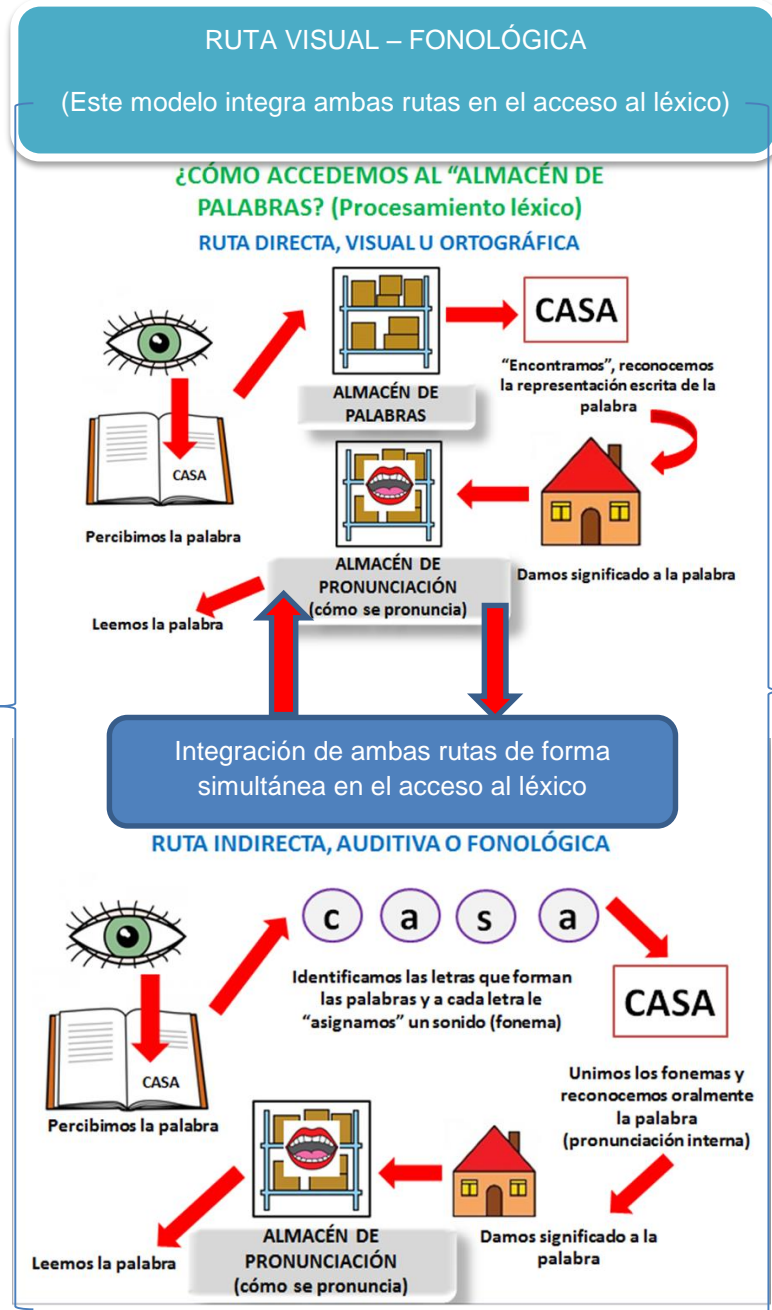 RUTA VISUAL – FONOLÓGICA
(Este modelo integra ambas rutas en el acceso al léxico)
¿CÓMO ACCEDEMOS AL “ALMACÉN DE
PALABRAS? (Procesamiento léxico)
RUTA DIRECTA, VISUAL U ORTOGRÁFICA
CASA
“Encontramos”, reconocemos
la representación escrita de la
palabra
ALMACÉN DE
PALABRAS
CASA
Percibimos la palabra
ALMACÉN DE
PRONUNCIACIÓN
(cómo se pronuncia)
Damos significado a la palabra
Leemos la palabra
Integración de ambas rutas de forma
simultánea en el acceso al léxico
RUTA INDIRECTA, AUDITIVA O FONOLÓGICA
c a s a
Identificamos las letras que forman
las palabras y a cada letra le
“asignamos” un sonido (fonema)
CASA
CASA
Percibimos la palabra
Unimos los fonemas y
reconocemos oralmente
la palabra
(pronunciación interna)
Damos significado a la
palabra
ALMACÉN DE
PRONUNCIACIÓN
(cómo se pronuncia)
Leemos la palabra